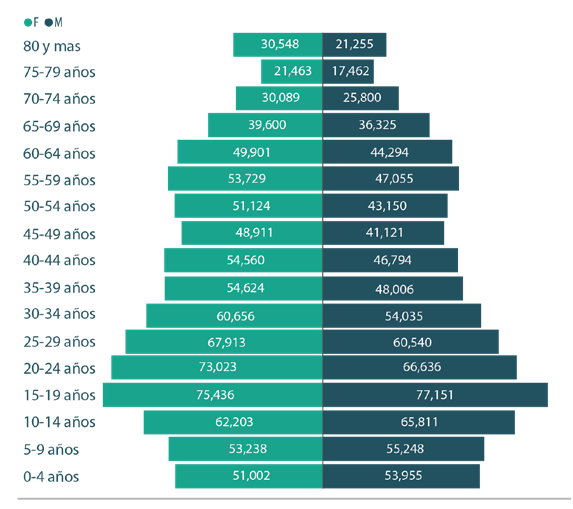 F M
80 y mas 30,548 21,255
75-79 años 21,463 17,462
70-74 años 30,089 25,800
65-69 años 39,600 36,325
60-64 años 49,901 44,294
55-59 años 53,729 47,055
50-54 años 51,124 43,150
45-49 años 48,911 41,121
40-44 años 54,560 46,794
35-39 años 54,624 48,006
30-34 años 60,656 54,035
25-29 años 67,913 60,540
20-24 años 73,023 66,636
15-19 años 75,436 77,151
10-14 años 62,203 65,811
5-9 años 53,238 55,248
0-4 años 51,002 53,955